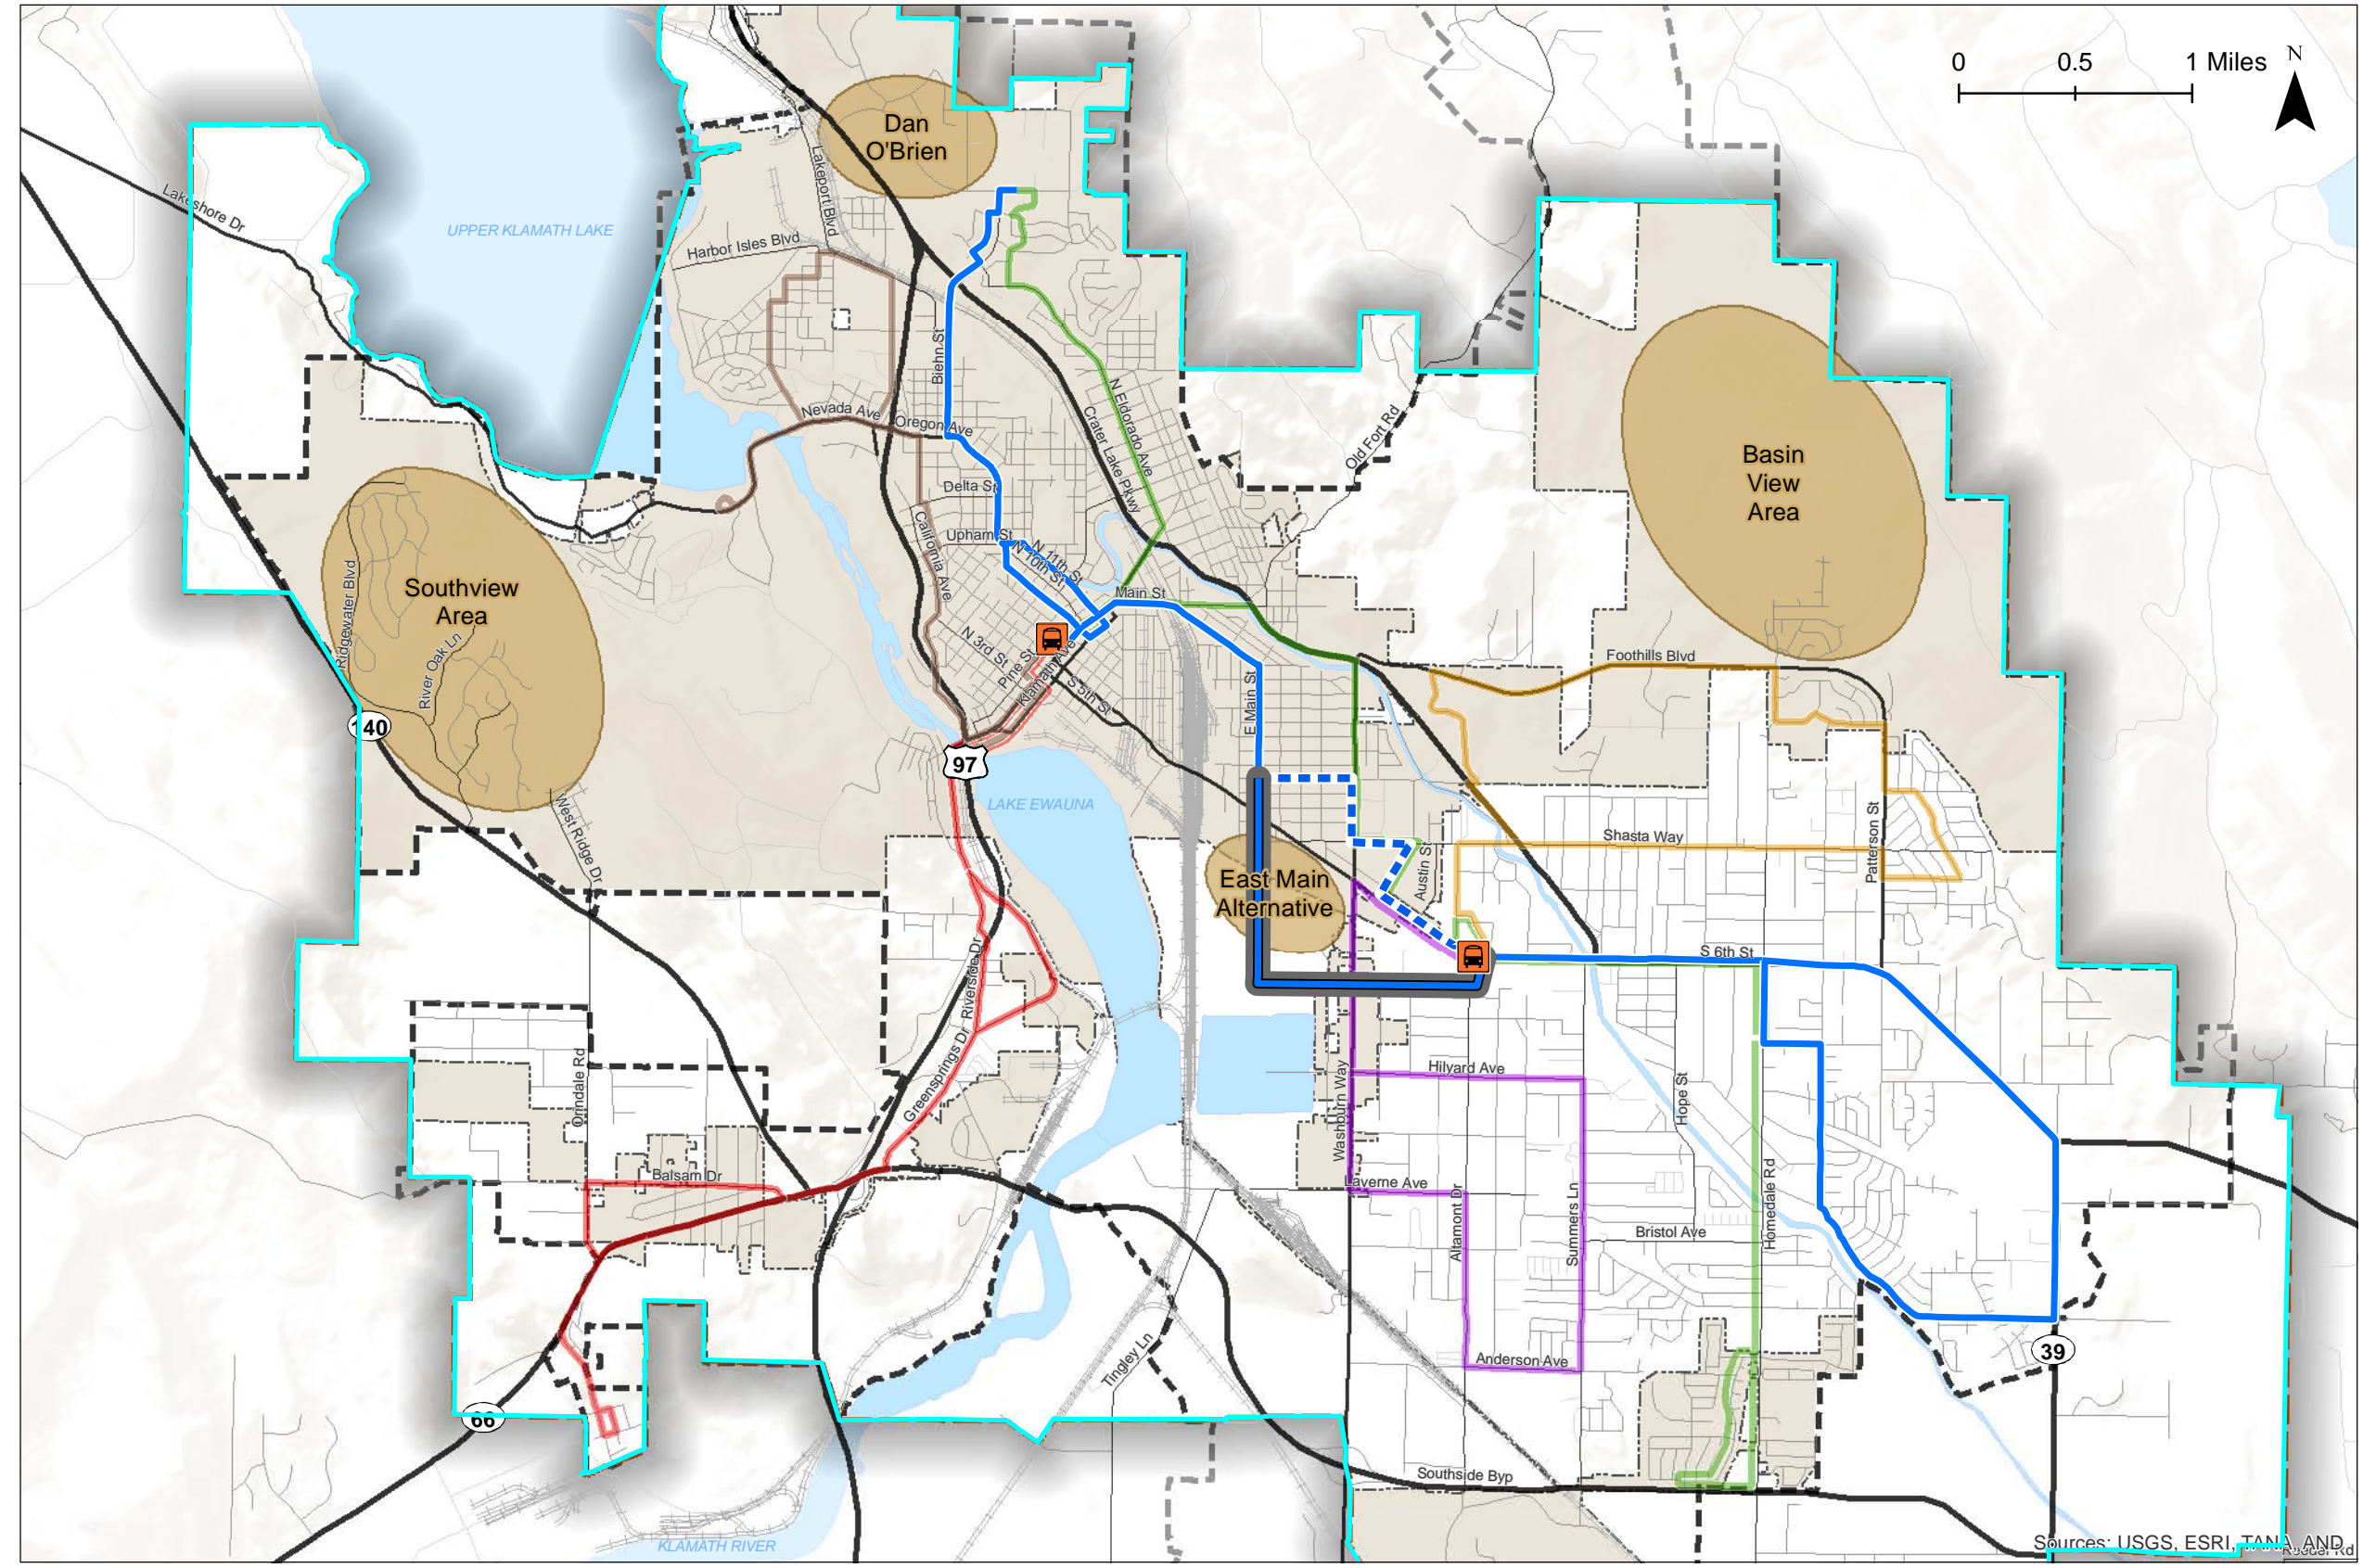 0 0.5 1 Miles
N
Dan
O'Brien
Lakeport Blvd
Lakeshore Dr
UPPER KLAMATH LAKE
Harbor Isles Blvd
Biehn St
N Eldorado Ave
Crater Lake Pkwy
Nevada Ave
Oregon Ave
Old Fort Rd
Basin
View
Area
Delta St
Upham St
California Ave
N 11th St
N 10th St
Main St
Southview
Area
Ridgewater Blvd
River Oak Ln
N 3rd St
Pine St
Klamath Ave
S 5th St
Foothills Blvd
E Main St
140
97
LAKE EWAUNA
West Ridge Dr
Shasta Way
Patterson St
Austin St
East Main
Alternative
S 6th St
Riverside Dr
Greensprings Dr
Orindale Rd
Washburn Way
Hilyard Ave
Hope St
Balsam Dr
Laverne Ave
Altamont Dr
Summers Ln
Bristol Ave
Homedale Rd
Tingley Ln
Anderson Ave
39
66
Southside Byp
KLAMATH RIVER
Sources: USGS, ESRI, TANA, AND
Rd